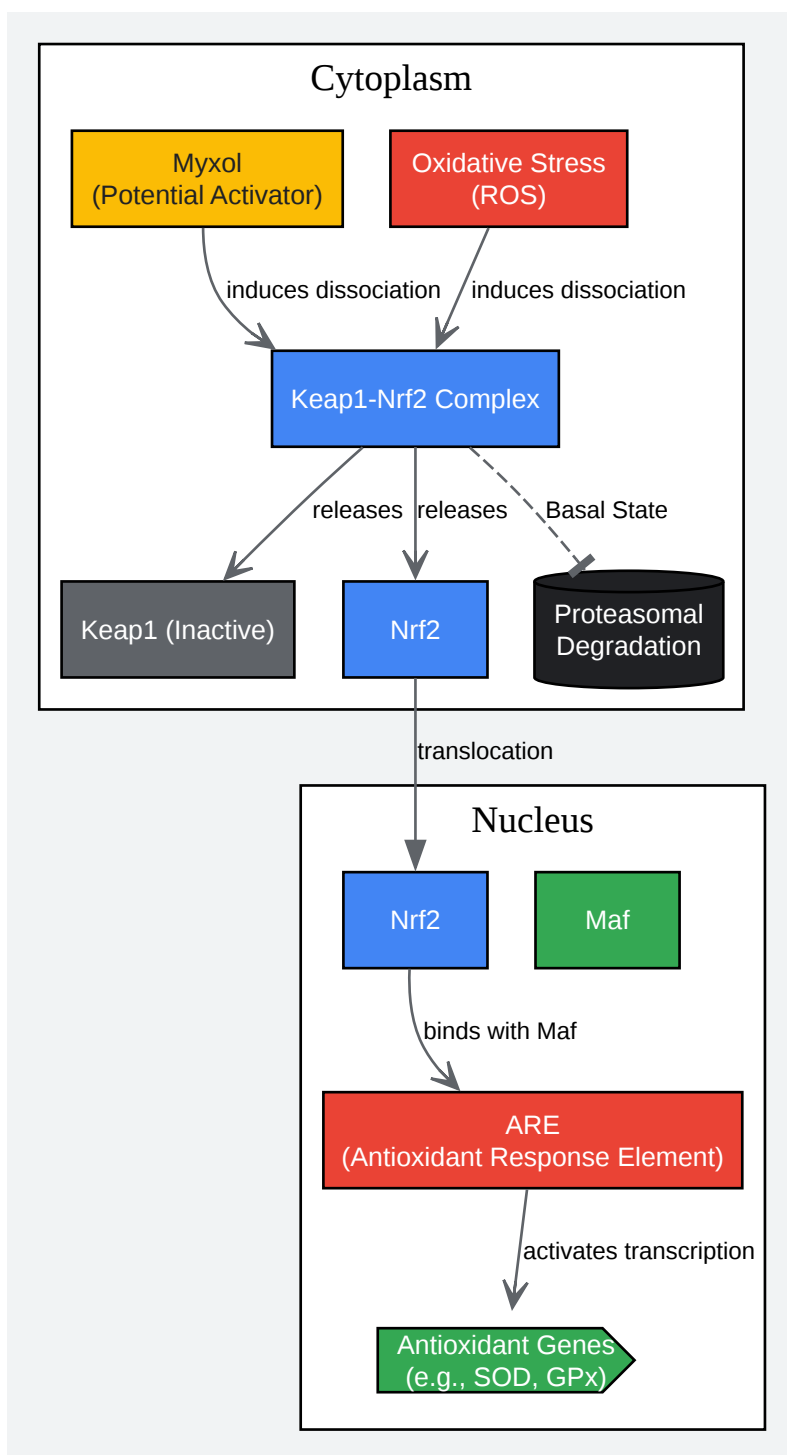 Cytoplasm
Myxol
(Potential Activator)
Oxidative Stress
(ROS)
induces dissociation
induces dissociation
Keap1-Nrf2 Complex
releases
releases
Basal State
Keap1 (Inactive)
Nrf2
Proteasomal
Degradation
translocation
Nucleus
Nrf2
Maf
binds with Maf
ARE
(Antioxidant Response Element)
activates transcription
Antioxidant Genes
(e.g., SOD, GPx)